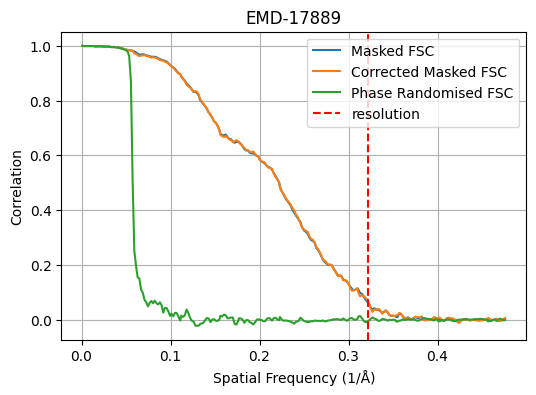 EMD-17889
Masked FSC
Corrected Masked FSC
Phase Randomised FSC
resolution
1.0
0.8
0.6
0.4
0.2
0.0
Correlation
0.0 0.1 0.2 0.3 0.4
Spatial Frequency (1/Å)